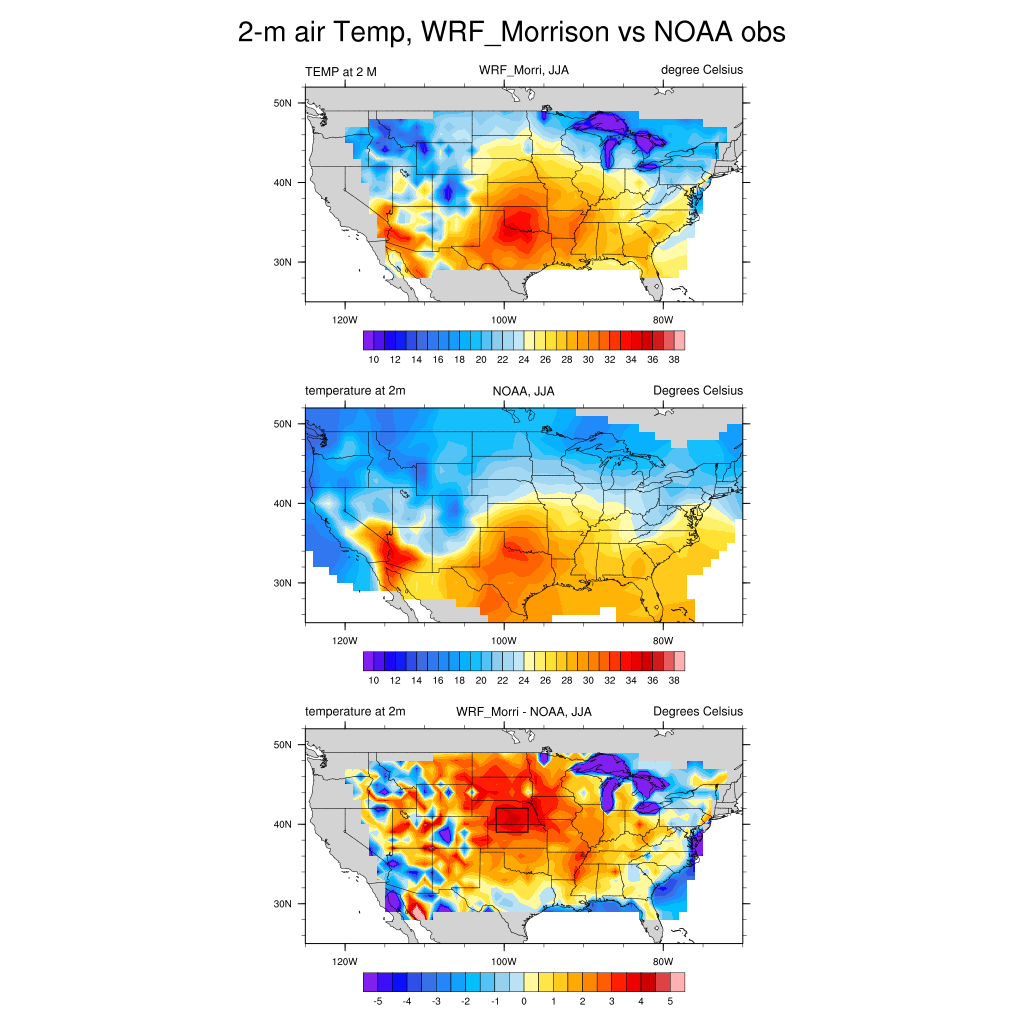 2-m air Temp, WRF_Morrison vs NOAA obs
TEMP at 2 M WRF_Morri, JJA degree Celsius
50N
40N
30N
120W 100W 80W
10 12 14 16 18 20 22 24 26 28 30 32 34 36 38
temperature at 2m NOAA, JJA Degrees Celsius
50N
40N
30N
120W 100W 80W
10 12 14 16 18 20 22 24 26 28 30 32 34 36 38
temperature at 2m WRF_Morri - NOAA, JJA Degrees Celsius
50N
40N
30N
120W 100W 80W
-5 -4 -3 -2 -1 0 1 2 3 4 5